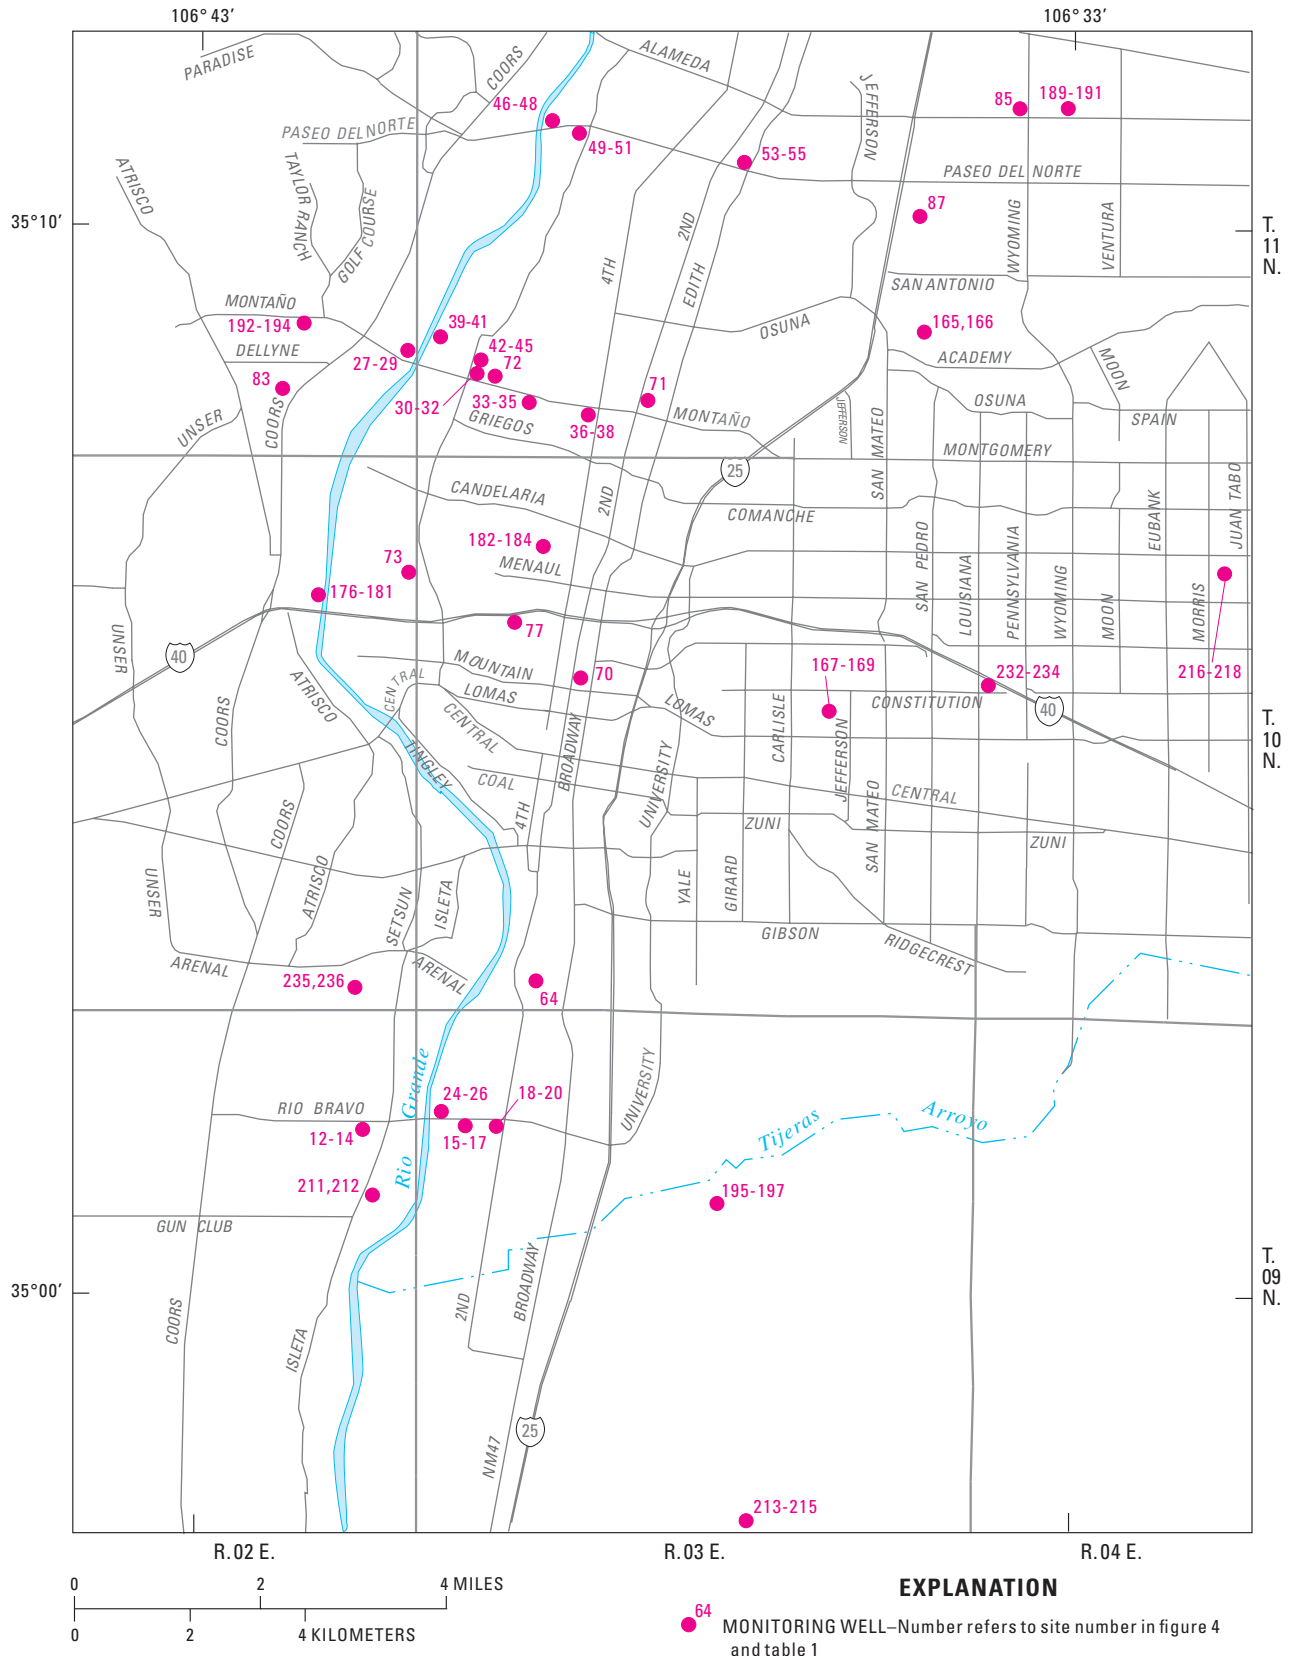 106° 43′
106° 33′
PARADISE
COORS
ALAMEDA
JEFFERSON
46-48
85
189-191
PASEO DEL NORTE
49-51
53-55
PASEO DEL NORTE
ATRISCO
TAYLOR RANCH
GOLF COURSE
87
35°10′
2ND
WYOMING
VENTURA
T.
11
N.
4TH
EDITH
SAN ANTONIO
MONTAÑO
192-194
39-41
OSUNA
165,166
DELLYNE
27-29
42-45
72
ACADEMY
MOON
83
30-32
33-35
71
OSUNA
UNSER
COORS
GRIEGOS
36-38
MONTAÑO
JEFFERSON
SAN MATEO
SPAIN
MONTGOMERY
25
CANDELARIA
2ND
COMANCHE
EUBANK
JUAN TABO
182-184
MENAUL
73
176-181
SAN PEDRO
LOUISIANA
PENNSYLVANIA
WYOMING
MOON
MORRIS
UNSER
77
40
MOUNTAIN
70
167-169
232-234
216-218
ATRISCO
CENTRAL
LOMAS
LOMAS
CONSTITUTION
40
COORS
CENTRAL
CARLISLE
T.
10
N.
TINGLEY
COAL
BROADWAY
UNIVERSITY
JEFFERSON
CENTRAL
COORS
4TH
ZUNI
SAN MATEO
ZUNI
UNSER
ATRISCO
SETSUN
ISLETA
YALE
GIRARD
GIBSON
RIDGECREST
ARENAL
ARENAL
235,236
64
Rio Grande
UNIVERSITY
24-26
18-20
RIO BRAVO
12-14
15-17
Tijeras Arroyo
211,212
195-197
GUN CLUB
BROADWAY
35°00′
T.
09
N.
COORS
ISLETA
2ND
NM47
25
213-215
R. 02 E.
R. 03 E.
R. 04 E.
0 2 4 MILES
0 2 4 KILOMETERS
EXPLANATION
64
MONITORING WELL–Number refers to site number in figure 4
and table 1